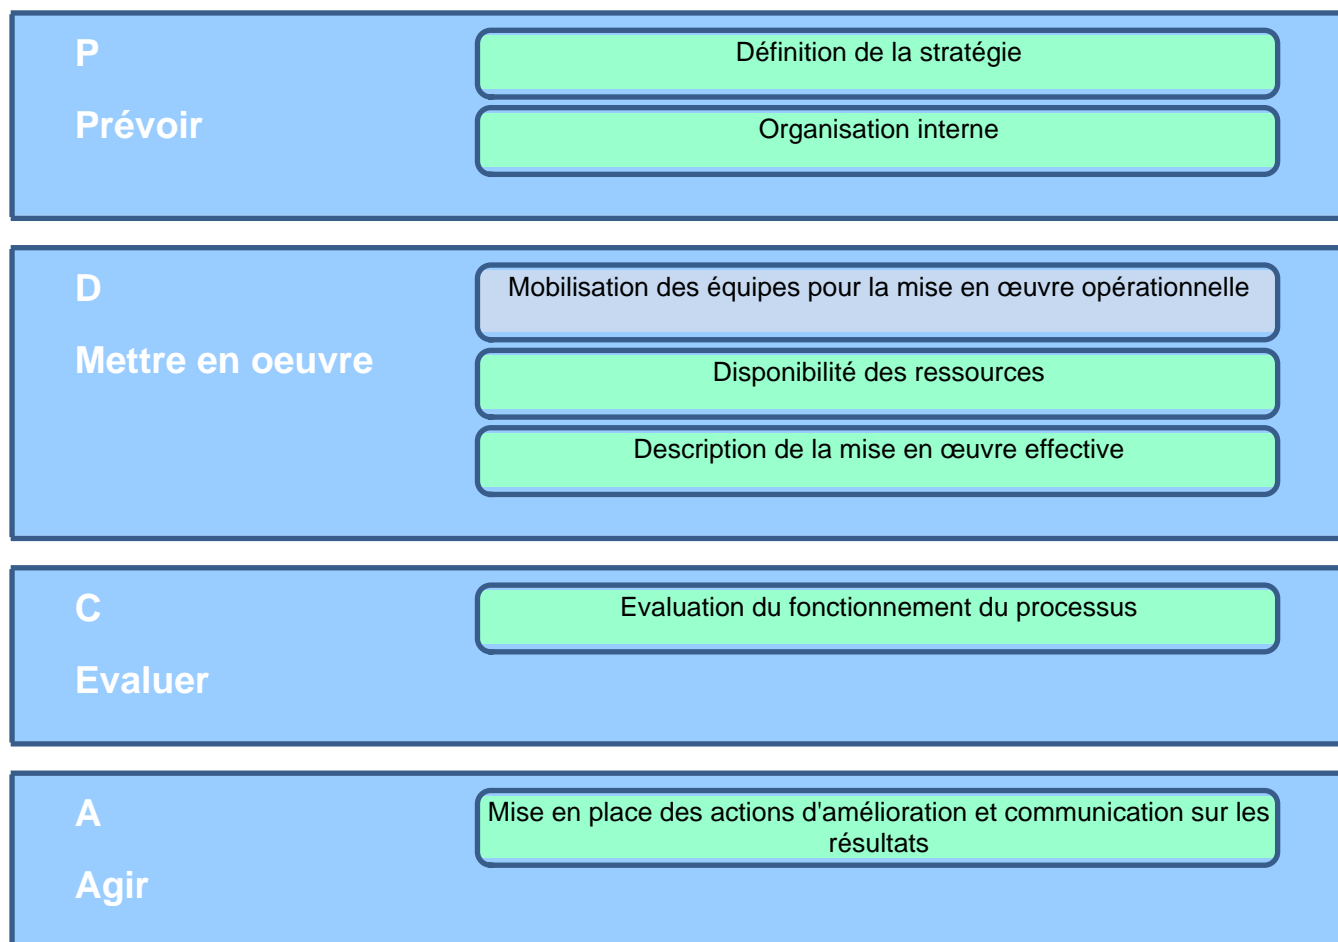 P
Prévoir
Définition de la stratégie
Organisation interne
D
Mettre en oeuvre
Mobilisation des équipes pour la mise en œuvre opérationnelle
Disponibilité des ressources
Description de la mise en œuvre effective
C
Evaluer
Evaluation du fonctionnement du processus
A
Agir
Mise en place des actions d'amélioration et communication sur les
résultats